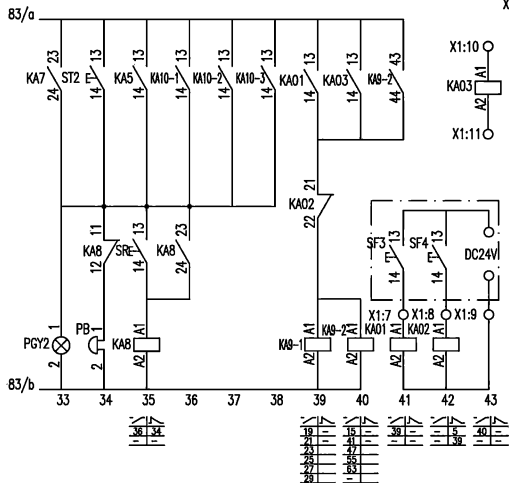 83/a
X
23 13 13 13 13 13 13 13 43
KA7 ST2 E KA5 KA10-1 KA10-2 KA10-3 KA01 KA03 KA9-2
24 14 14 14 14 14 14 14 44
X1:10
A1
KA03
A2
X1:11
21
KA02
22
11 13 23
KA8 SR E KA8
12 14 24
13 13
SF3 E SF4 E DC24V
14 14
X1:7 X1:8 X1:9
1 1 A1 A1 A1 A1 A1
PGY2 PB KA8 KA9-1 KA9-2 KA01 KA02
2 2 A2 A2 A2 A2 A2
83/b
33 34 35 36 37 38 39 40 41 42 43
36 34 19 - 15 - 39 - - 5 40 -
- - 21 - 41 - - - - 39 - -
23 47
25 55
27 63
29 -